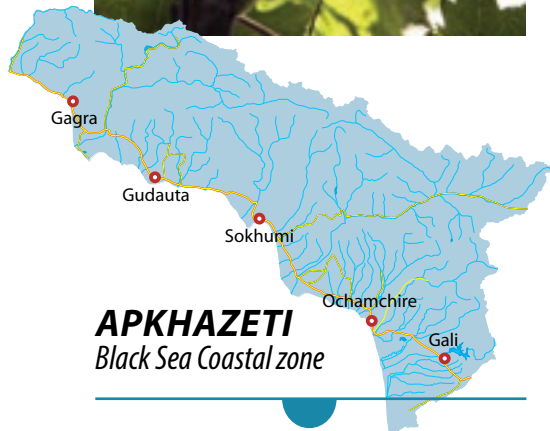 Gagra
Gudauta
Sokhumi
Ochamchire
Gali
APKHAZETI
Black Sea Coastal zone